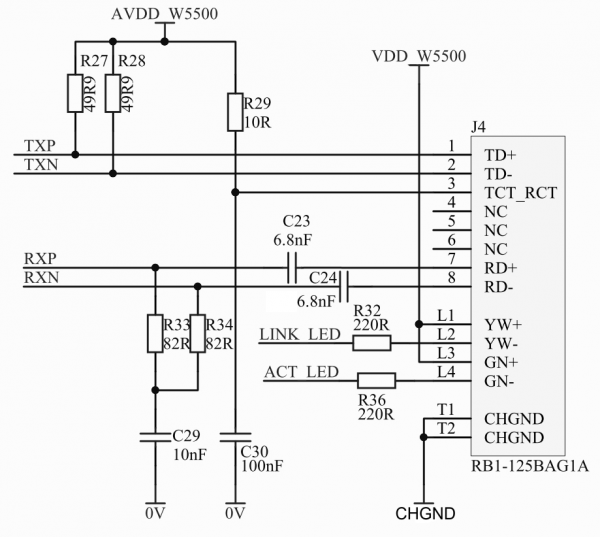 AVDD_W5500
VDD_W5500
R27
49R9
R28
49R9
R29
10R
J4
TXP
1
TD+
TXN
2
TD-
3
TCT_RCT
4
NC
5
NC
6
NC
C23
6.8nF
RXP
7
RD+
RXN
C24
6.8nF
8
RD-
R33
82R
R34
82R
R32
220R
L1
YW+
LINK_LED
L2
YW-
L3
GN+
ACT_LED
L4
GN-
R36
220R
T1
CHGND
T2
CHGND
C29
10nF
C30
100nF
RB1-125BAG1A
0V
0V
CHGND